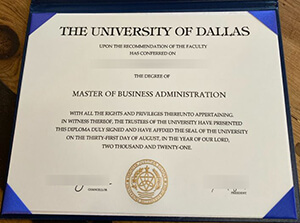 THE UNIVERSITY OF DALLAS
UPON THE RECOMMENDATION OF THE FACULTY
HAS CONFERRED ON
THE DEGREE OF
MASTER OF BUSINESS ADMINISTRATION
WITH ALL THE RIGHTS AND PRIVILEGES THEREUNTO APPERTAINING.
IN WITNESS THEREOF, THE TRUSTEES OF THE UNIVERSITY HAVE PRESENTED
THIS DIPLOMA DULY SIGNED AND HAVE AFFIXED THE SEAL OF THE UNIVERSITY
ON THE THIRTY-FIRST DAY OF AUGUST, IN THE YEAR OF OUR LORD,
TWO THOUSAND AND TWENTY-ONE.